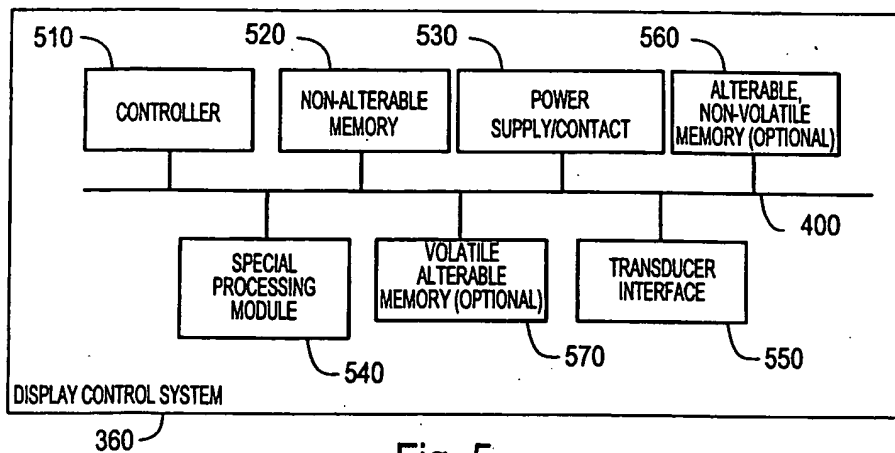 510
520
530
560
CONTROLLER
NON-ALTERABLE
MEMORY
POWER
SUPPLY/CONTACT
ALTERABLE,
NON-VOLATILE
MEMORY (OPTIONAL)
400
SPECIAL
PROCESSING
MODULE
VOLATILE
ALTERABLE
MEMORY (OPTIONAL)
TRANSDUCER
INTERFACE
540
570
550
DISPLAY CONTROL SYSTEM
360
Fig. 5